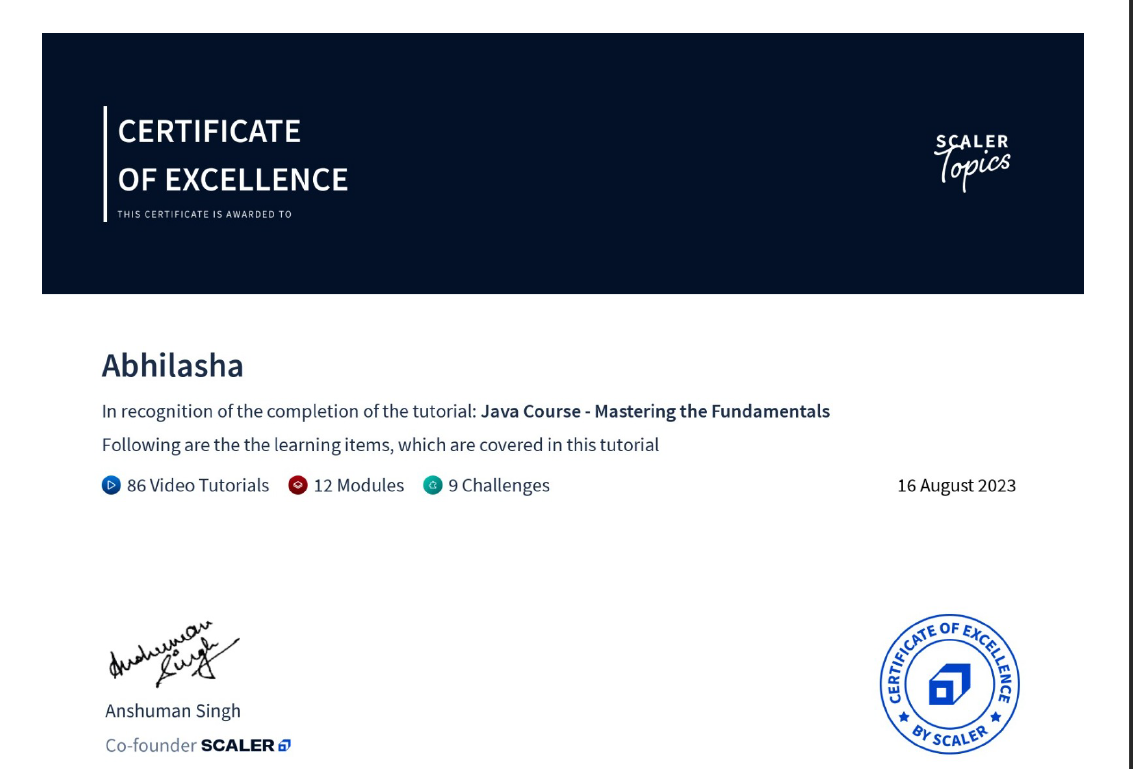 CERTIFICATE
OF EXCELLENCE
THIS CERTIFICATE IS AWARDED TO
SCALER
Topics
Abhilasha
In recognition of the completion of the tutorial: Java Course - Mastering the Fundamentals
Following are the the learning items, which are covered in this tutorial
86 Video Tutorials 12 Modules 9 Challenges
16 August 2023
Anshuman
Singh
Anshuman Singh
Co-founder SCALER
CERTIFICATE OF EXCELLENCE
BY SCALER